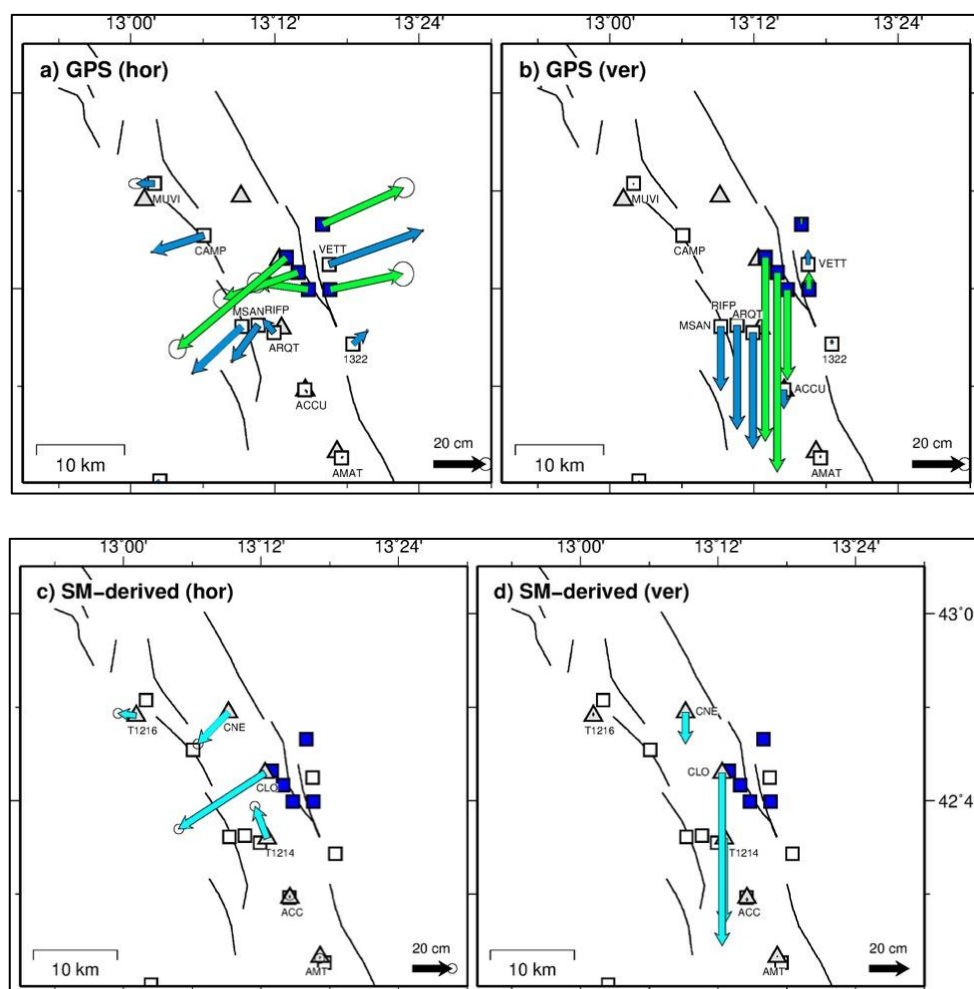 13°00' 13°12' 13°24'
13°00' 13°12' 13°24'
a) GPS (hor)
b) GPS (ver)
MUVI
MUVI
CAMP
VETT
CAMP
VETT
MSAN RIFP
ARQT
1322
RIFP
MSAN ARQT
1322
ACCU
ACCU
10 km
20 cm
AMAT
10 km
20 cm
AMAT
13°00' 13°12' 13°24'
13°00' 13°12' 13°24'
c) SM-derived (hor)
d) SM-derived (ver)
43°0
T1216
CNE
T1216
CNE
CLO
CLO
42°4
T1214
T1214
ACC
ACC
10 km
20 cm
AMT
10 km
20 cm
AMT